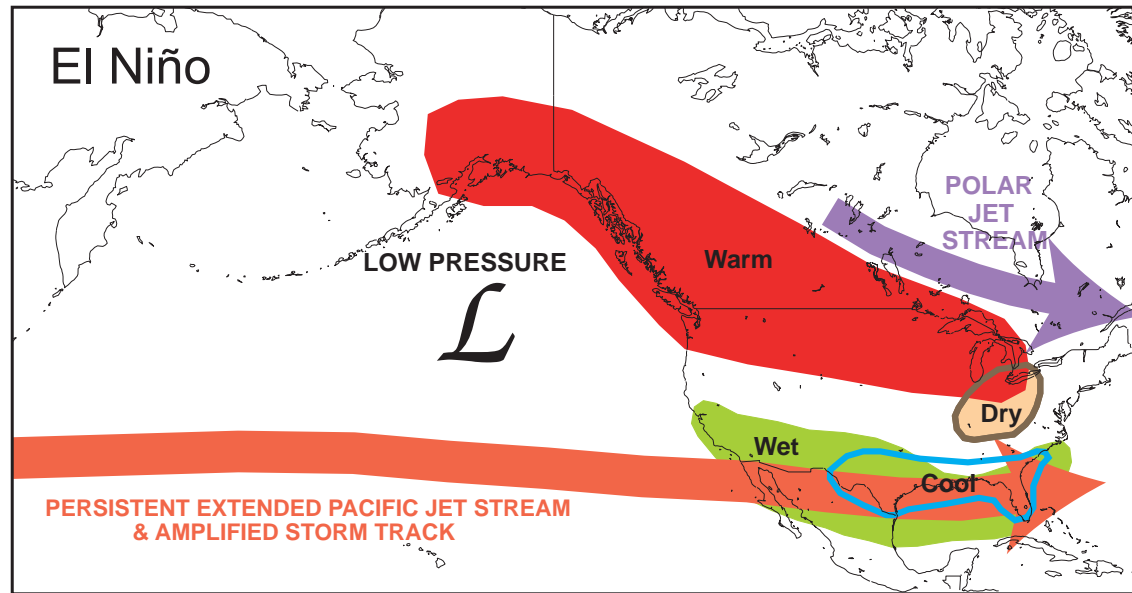 El Niño
POLAR
JET
STREAM
LOW PRESSURE
Warm
L
Dry
Wet
Cool
PERSISTENT EXTENDED PACIFIC JET STREAM
& AMPLIFIED STORM TRACK